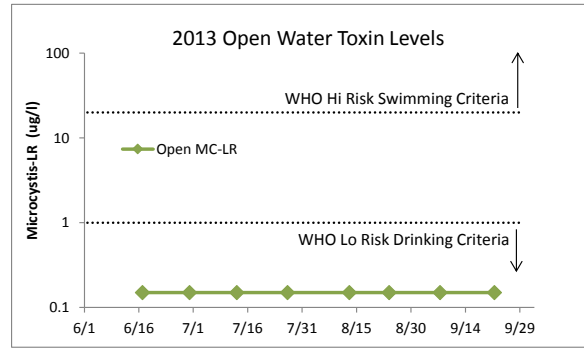 2013 Open Water Toxin Levels
100
WHO Hi Risk Swimming Criteria
10
Open MC-LR
Microcystis-LR (ug/l)
1
WHO Lo Risk Drinking Criteria
0.1
6/1 6/16 7/1 7/16 7/31 8/15 8/30 9/14 9/29